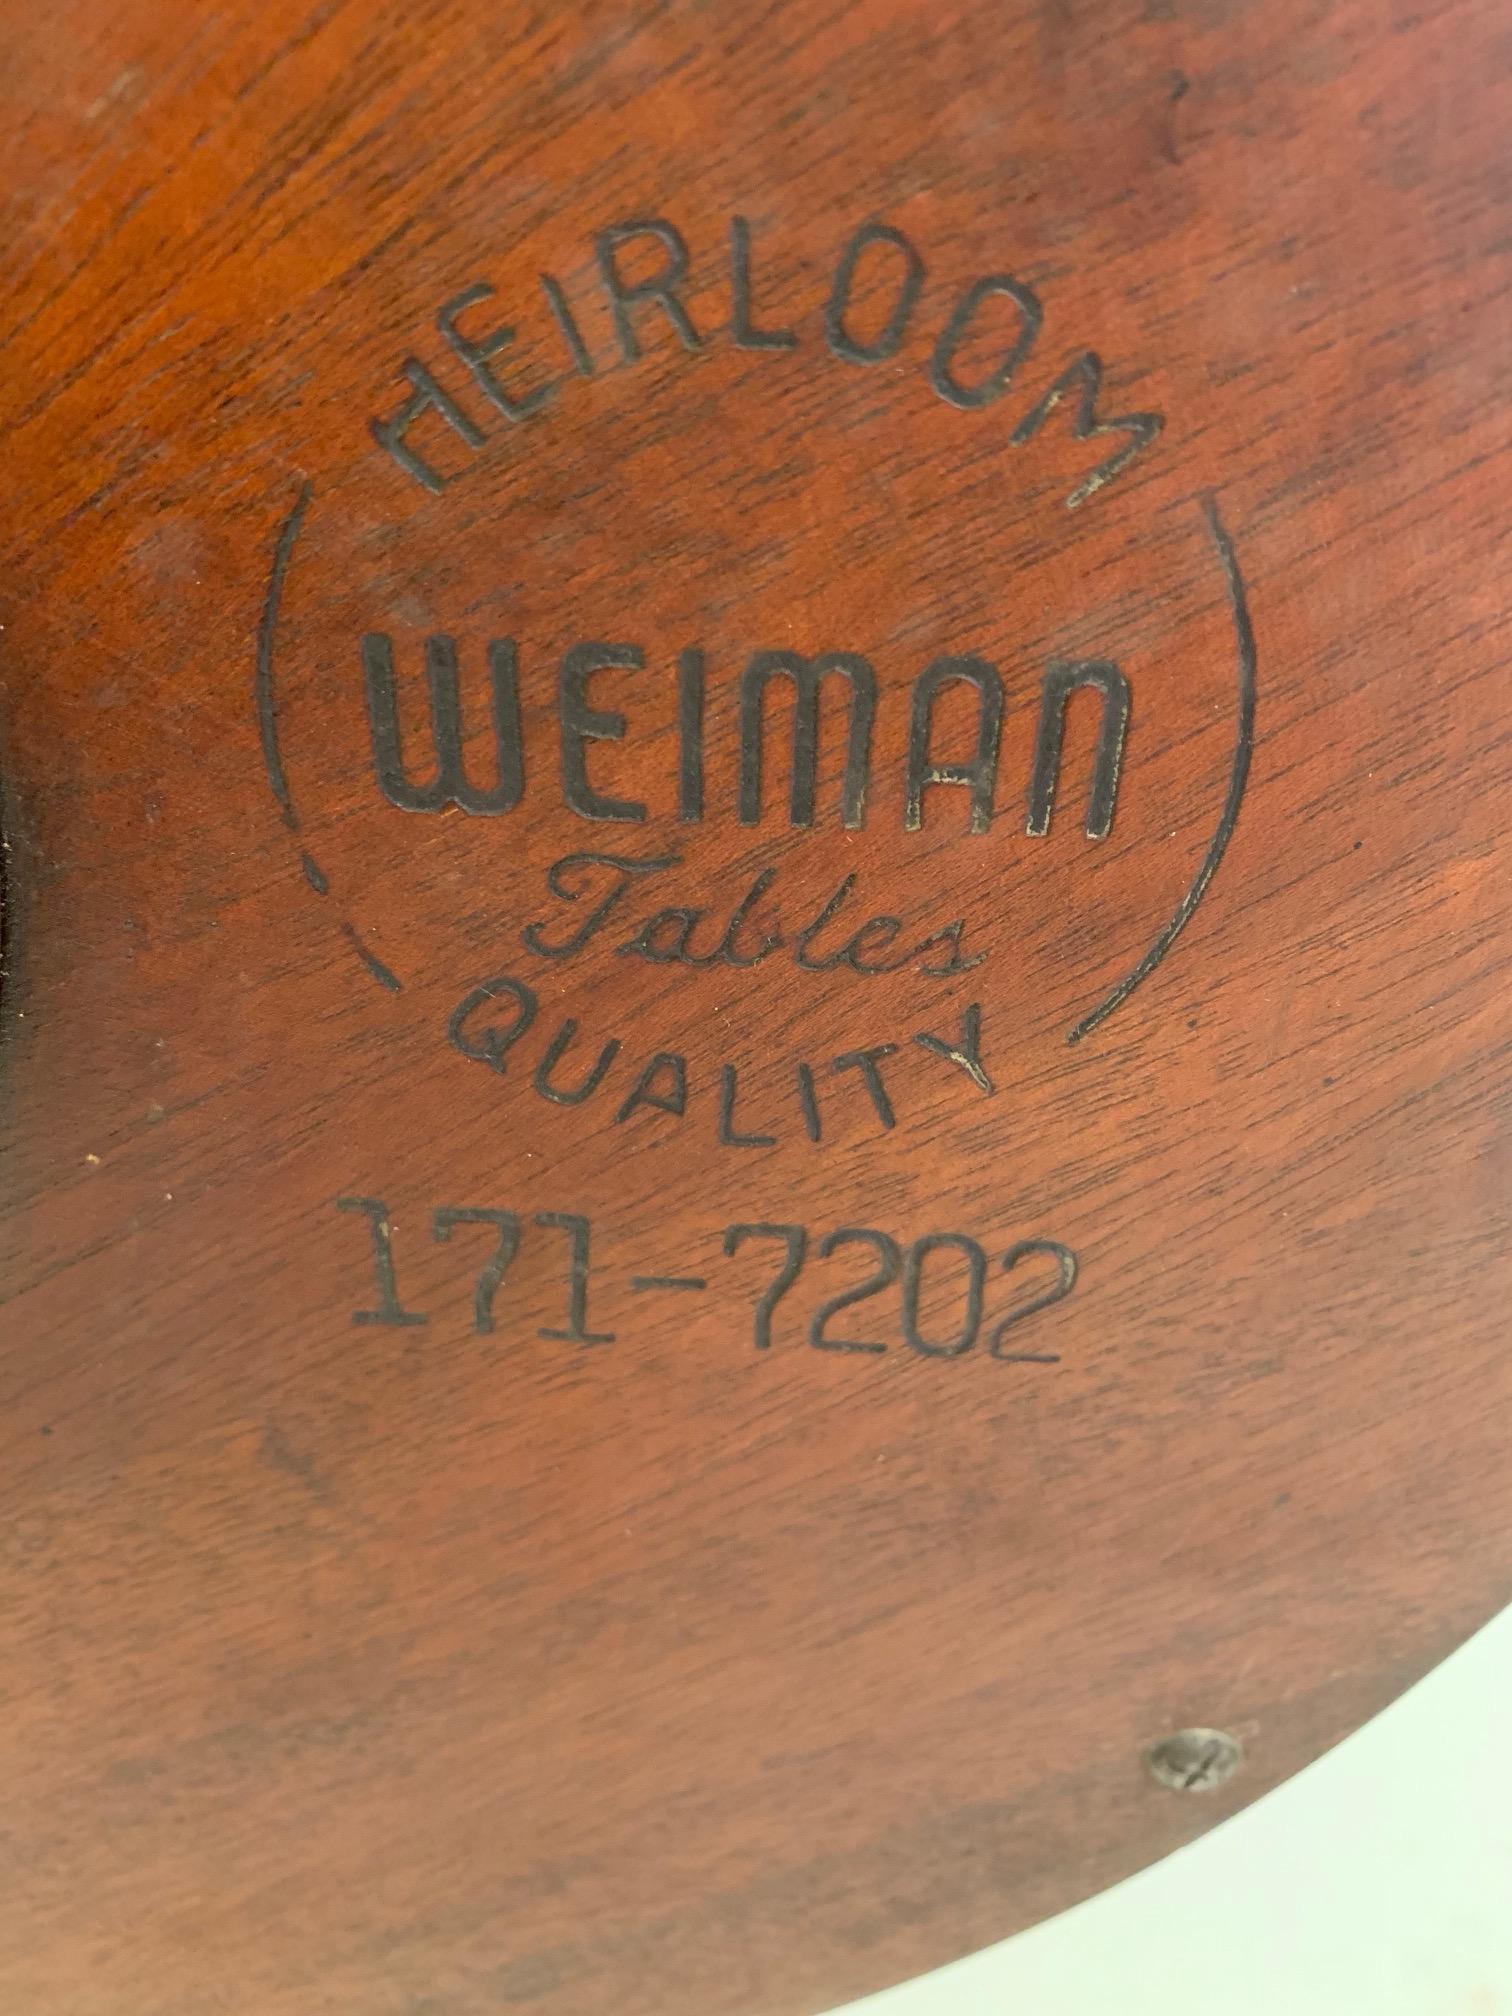 HEIRLOOM
WEIMAN
Tables
QUALITY
171-7202